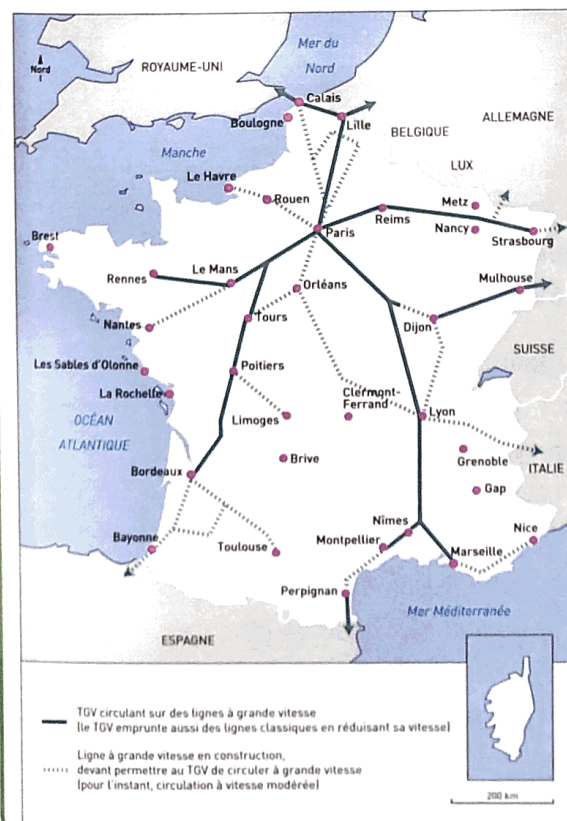 Mer du
Nord
Nord
ROYAUME-UNI
Calais
Lille
ALLEMAGNE
Boulogne
BELGIQUE
Manche
LUX
Le Havre
Rouen
Metz
Reims
Paris
Nancy
Strasbourg
Brest
Rennes
Le Mans
Orléans
Mulhouse
Nantes
Tours
Dijon
SUISSE
Les Sables d'Olonne
Poitiers
La Rochelle
Clermont-
Ferrand
Lyon
OCÉAN
ATLANTIQUE
Limoges
Brive
Grenoble
ITALIE
Bordeaux
Gap
Nîmes
Nice
Bayonne
Toulouse
Montpellier
Marseille
Perpignan
Mer Méditerranée
ESPAGNE
TGV circulant sur des lignes à grande vitesse
(le TGV emprunte aussi des lignes classiques en réduisant sa vitesse)
Ligne à grande vitesse en construction,
devant permettre au TGV de circuler à grande vitesse
(pour l'instant, circulation à vitesse modérée)
200 km